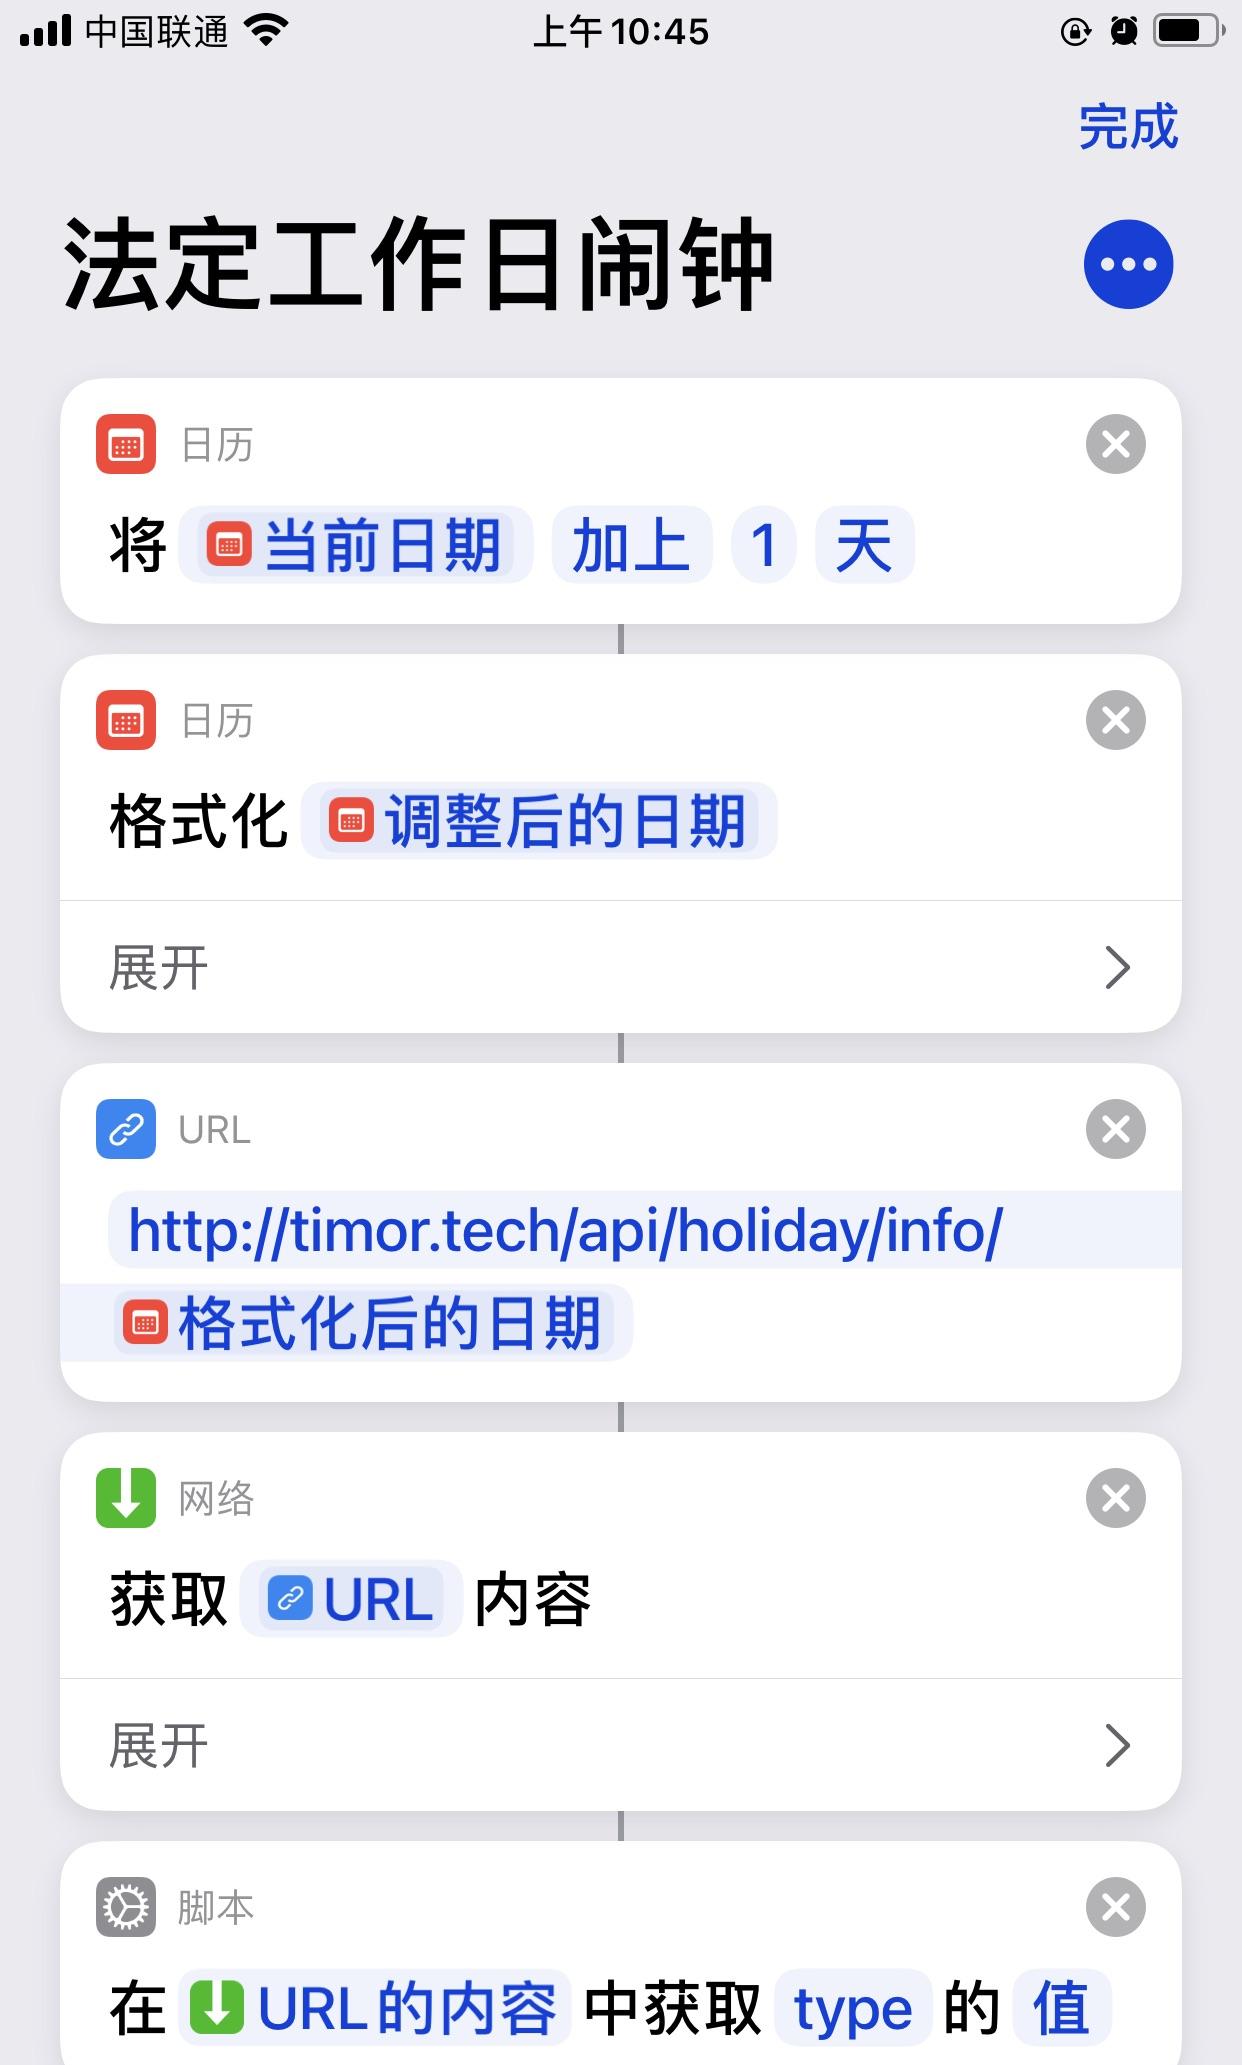 中国联通
上午 10:45
完成
法定工作日闹钟
日历
将 当前日期 加上 1 天
日历
格式化 调整后的日期
展开
URL
http://timor.tech/api/holiday/info/
格式化后的日期
网络
获取 URL 内容
展开
脚本
在 URL的内容 中获取 type 的 值